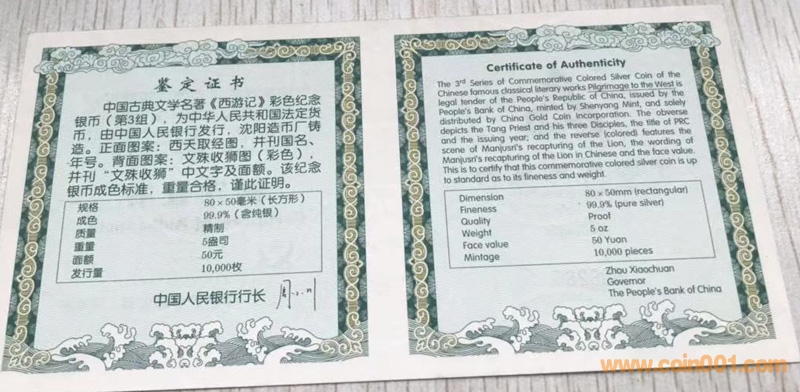 鉴定证书
中国古典文学名著《西游记》彩色纪念
银币（第3组），为中华人民共和国法定货
币，由中国人民银行发行，沈阳造币厂铸
造。正面图案：西天取经图，并刊国名、
年号。背面图案：文殊收狮图（彩色），
并刊“文殊收狮”中文字及面额。该纪念
银币成色标准，重量合格，谨此证明。
规格 80×50毫米（长方形）
成色 99.9%（含纯银）
质量 精制
重量 5盎司
面额 50元
发行量 10,000枚
中国人民银行行长
Certificate of Authenticity
The 3rd Series of Commemorative Colored Silver Coin of the
Chinese famous classical literary works Pilgrimage to the West is
legal tender of the People's Republic of China, issued by the
People's Bank of China, minted by Shenyang Mint, and solely
distributed by China Gold Coin Incorporation. The obverse
depicts the Tang Priest and his three Disciples, the title of PRC
and the issuing year; and the reverse (colored) features the
scene of Manjusri's recapturing of the Lion, the wording of
Manjusri's recapturing of the Lion in Chinese and the face value.
This is to certify that this commemorative colored silver coin is up
to standard as to its fineness and weight.
Dimension 80×50mm (rectangular)
Fineness 99.9% (pure silver)
Quality Proof
Weight 5 oz
Face value 50 Yuan
Mintage 10,000 pieces
Zhou Xiaochuan
Governor
The People's Bank of China
www.coin001.com